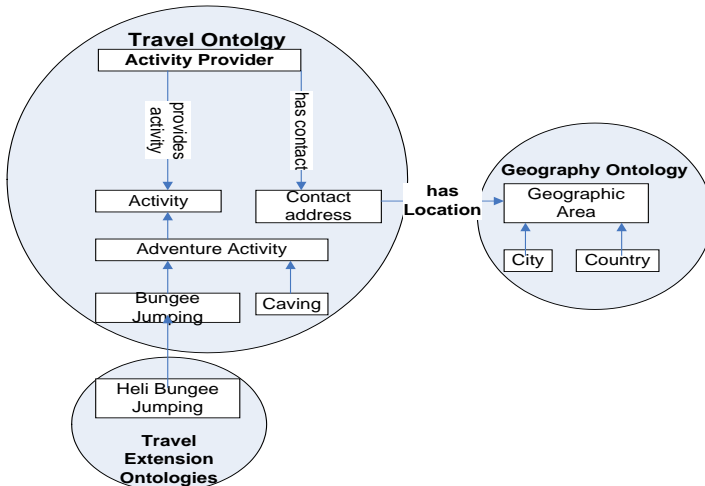 Travel Ontolgy
Activity Provider
provides
activity
has contact
Activity
Contact
address
Adventure Activity
Bungee
Jumping
Caving
has
Location
Geography Ontology
Geographic
Area
City
Country
Heli Bungee
Jumping
Travel
Extension
Ontologies